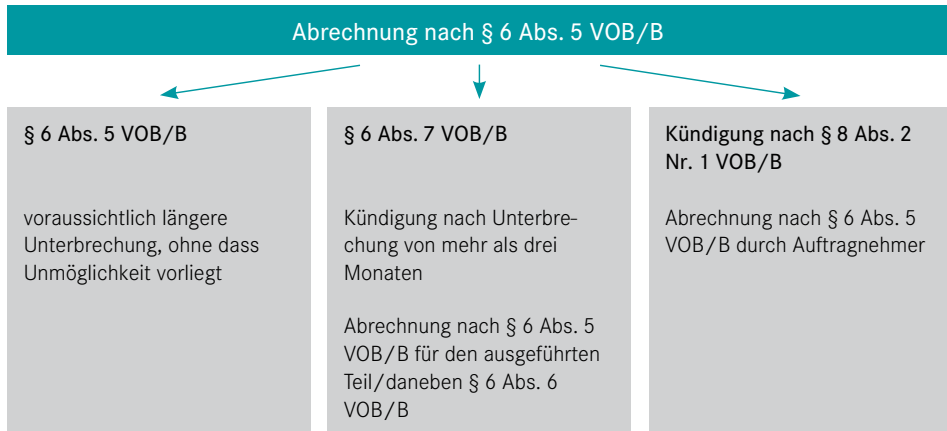 Abrechnung nach § 6 Abs. 5 VOB/B
§ 6 Abs. 5 VOB/B
voraussichtlich längere
Unterbrechung, ohne dass
Unmöglichkeit vorliegt
§ 6 Abs. 7 VOB/B
Kündigung nach Unterbre-
chung von mehr als drei
Monaten
Abrechnung nach § 6 Abs. 5
VOB/B für den ausgeführten
Teil/daneben § 6 Abs. 6
VOB/B
Kündigung nach § 8 Abs. 2
Nr. 1 VOB/B
Abrechnung nach § 6 Abs. 5
VOB/B durch Auftragnehmer